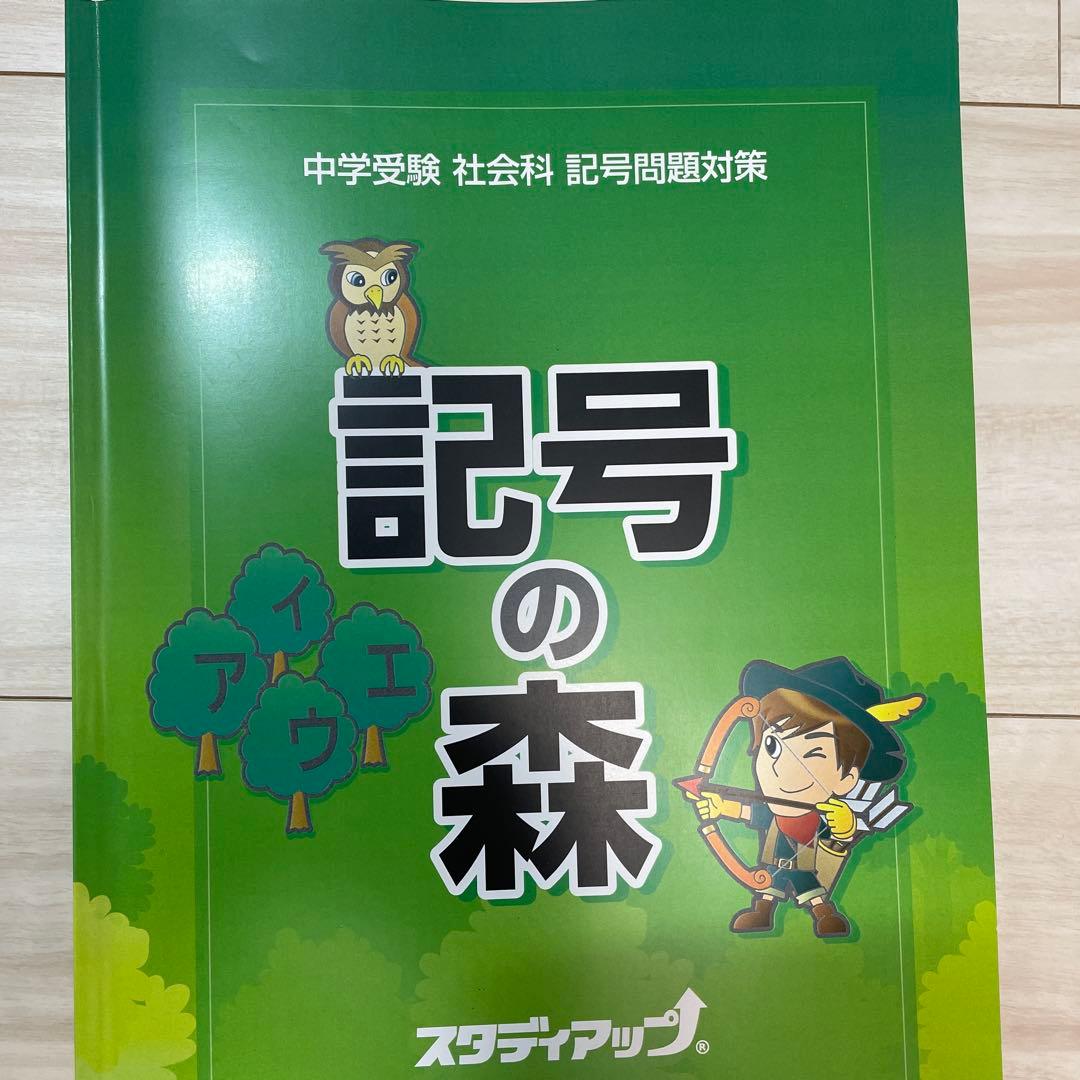 中学受験 社会科 記号問題対策
記号
の
森
イ
ア
エ
ウ
スタディアップ®